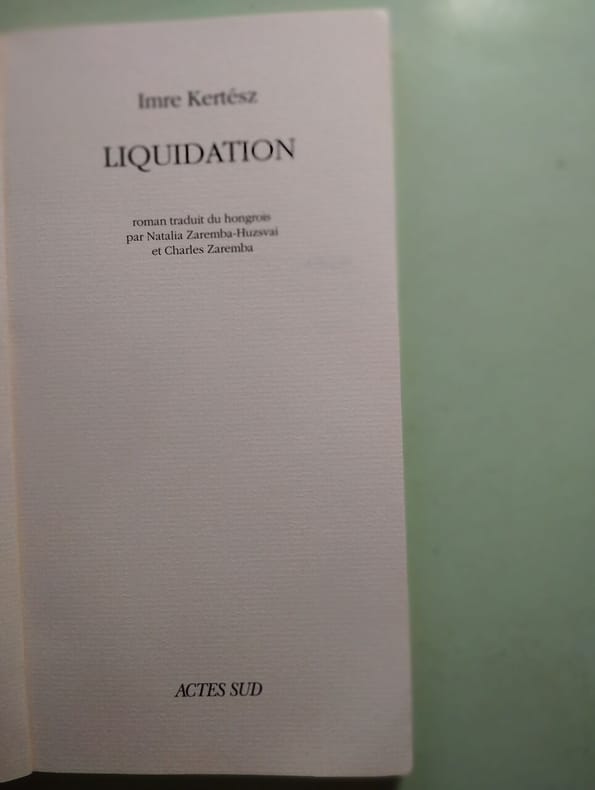 Imre Kertész
LIQUIDATION
roman traduit du hongrois
par Natalia Zaremba-Huzsvai
et Charles Zaremba
ACTES SUD